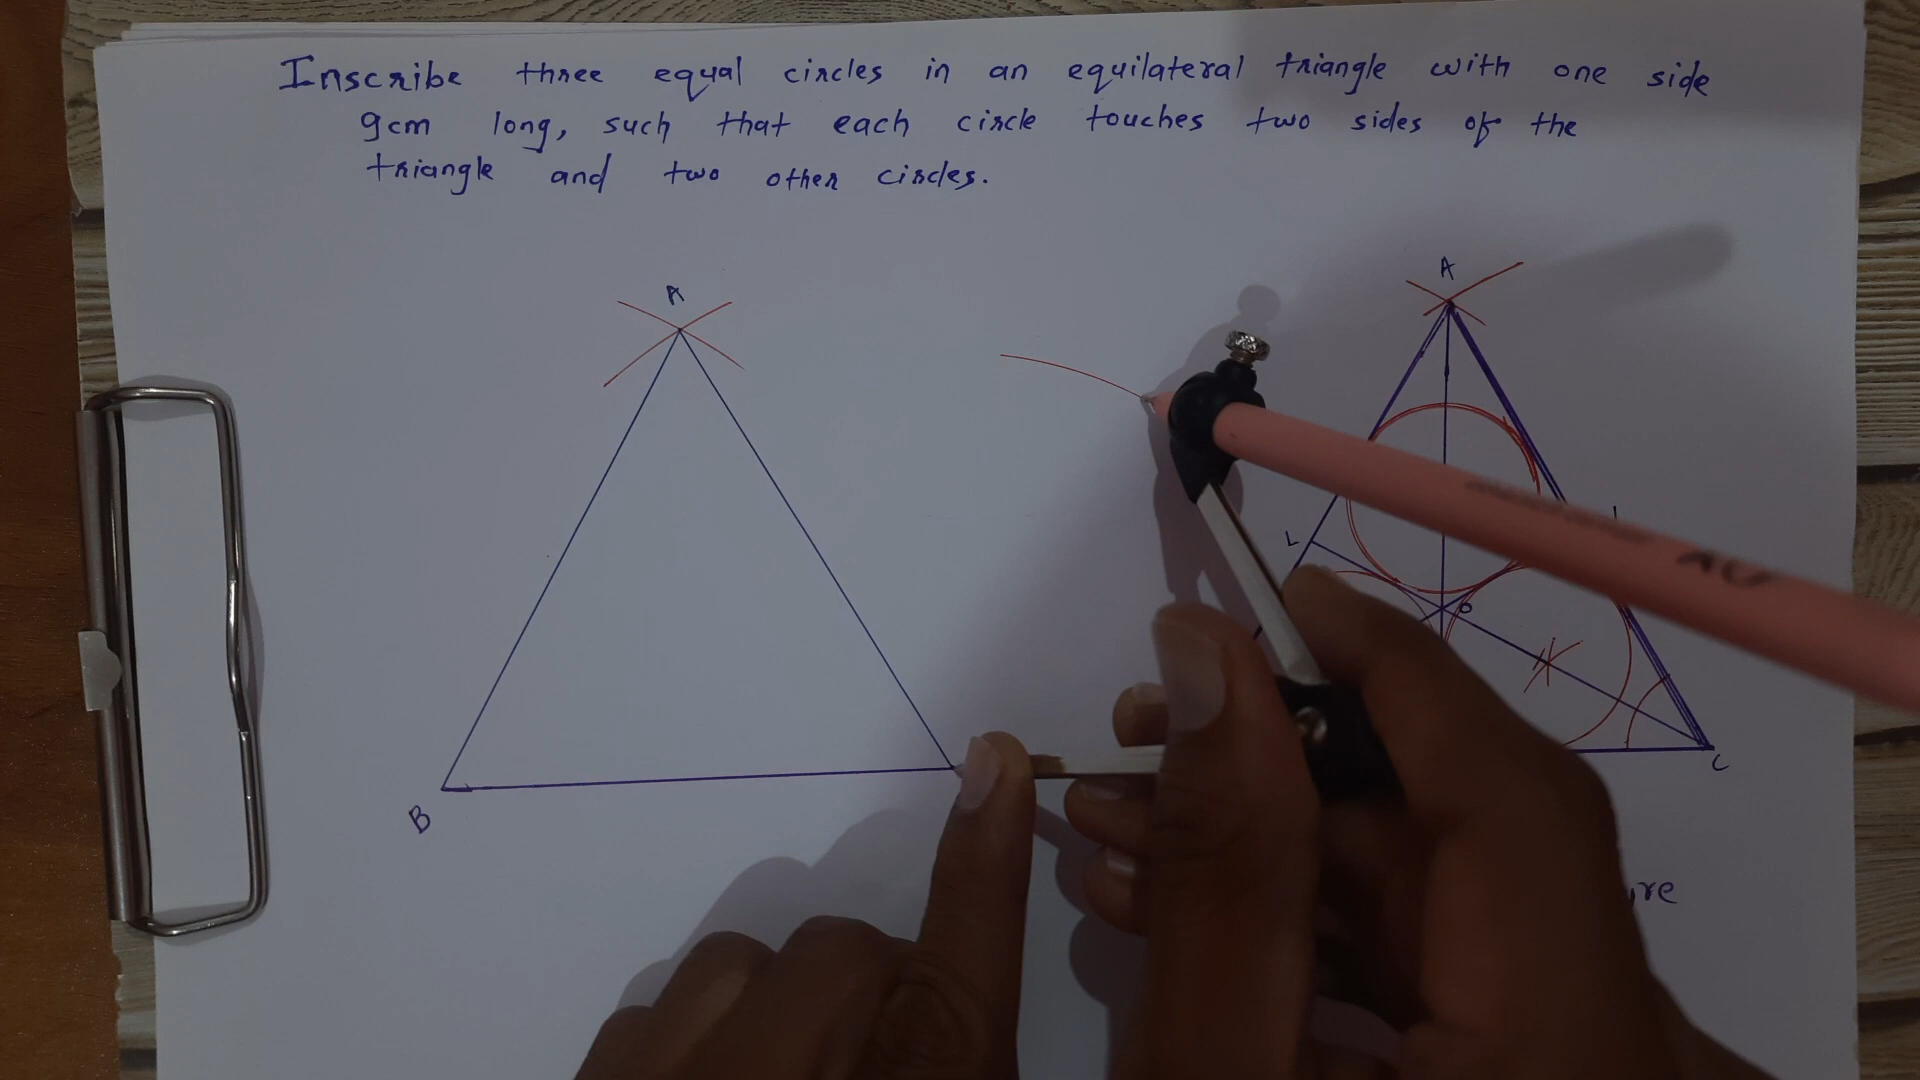 Inscribe three equal circles in an equilateral triangle with one side
9cm long, such that each circle touches two sides of the
triangle and two other circles.
A
A
L
O
B
C